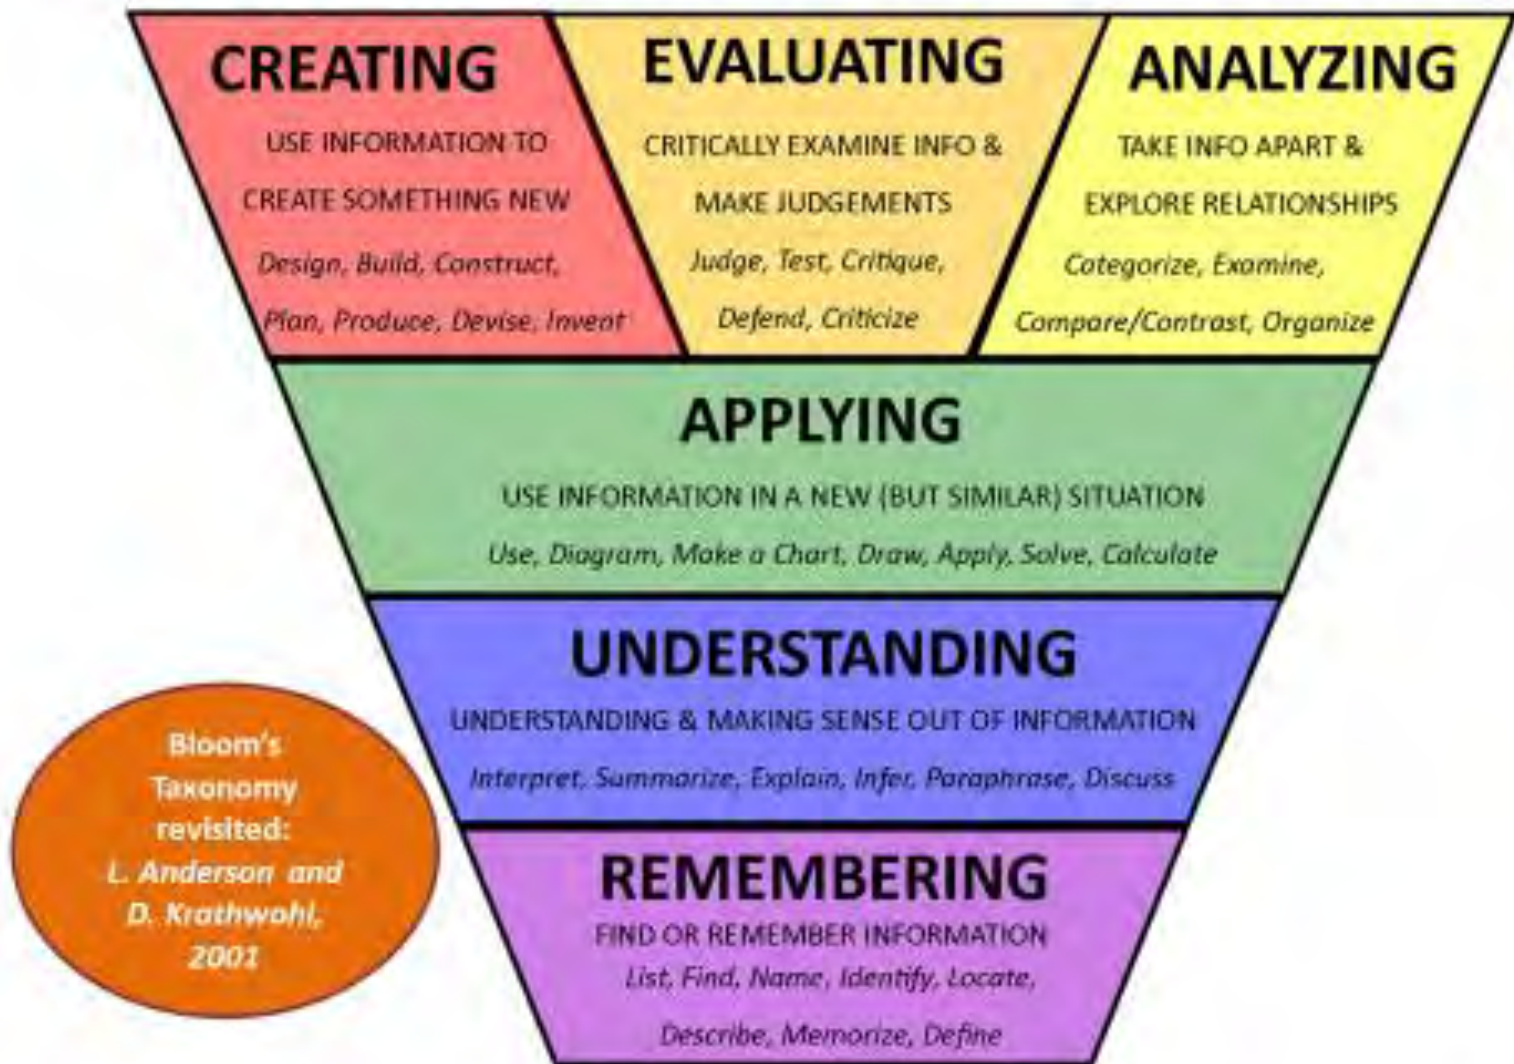 CREATING
USE INFORMATION TO
CREATE SOMETHING NEW
Design, Build, Construct,
Plan, Produce, Devise, Invent
EVALUATING
CRITICALLY EXAMINE INFO &
MAKE JUDGEMENTS
Judge, Test, Critique,
Defend, Criticize
ANALYZING
TAKE INFO APART &
EXPLORE RELATIONSHIPS
Categorize, Examine,
Compare/Contrast, Organize
APPLYING
USE INFORMATION IN A NEW (BUT SIMILAR) SITUATION
Use, Diagram, Make a Chart, Draw, Apply, Solve, Calculate
UNDERSTANDING
UNDERSTANDING & MAKING SENSE OUT OF INFORMATION
Interpret, Summarize, Explain, Infer, Paraphrase, Discuss
REMEMBERING
FIND OR REMEMBER INFORMATION
List, Find, Name, Identify, Locate,
Describe, Memorize, Define
Bloom's
Taxonomy
revisited:
L. Anderson and
D. Krathwohl,
2001